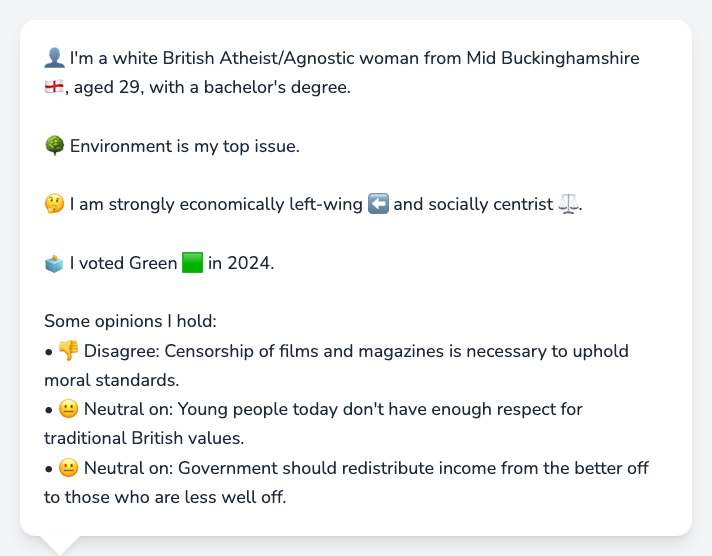 👤 I'm a white British Atheist/Agnostic woman from Mid Buckinghamshire
🏴󠁧󠁢󠁥󠁮󠁧󠁿, aged 29, with a bachelor's degree.
🌳 Environment is my top issue.
🤔 I am strongly economically left-wing ⬅️ and socially centrist ⚖️.
🗳️ I voted Green 🟩 in 2024.
Some opinions I hold:
• 👎 Disagree: Censorship of films and magazines is necessary to uphold
moral standards.
• 😐 Neutral on: Young people today don't have enough respect for
traditional British values.
• 😐 Neutral on: Government should redistribute income from the better off
to those who are less well off.